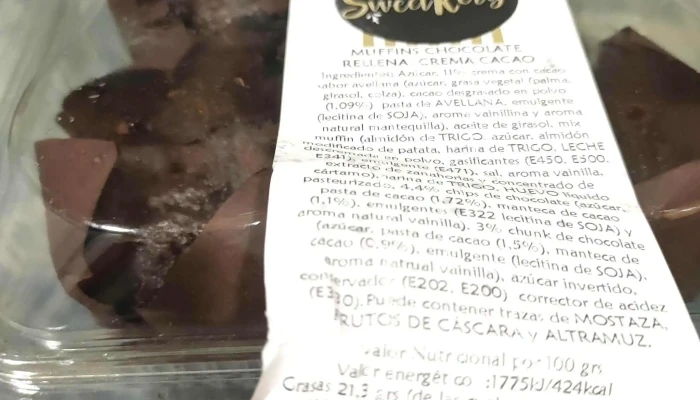 SweetKery
MUFFINS CHOCOLATE
RELLENA CREMA CACAO
Ingredientes: Azúcar, 11% crema con cacao
sabor avellana (azúcar, grasa vegetal (palma,
girasol, colza), cacao desgrasado en polvo
(1,09%) pasta de AVELLANA, emulgente
(lecitina de SOJA), aroma vainillina y aroma
natural mantequilla), aceite de girasol, mix
muffin (almidón de TRIGO, azúcar, almidón
modificado de patata, harina de TRIGO, LECHE
descremada en polvo, gasificantes (E450, E500,
E341), emulgente (E471), sal, aroma vainilla,
extracto de zanahorias y concentrado de
cártamo), harina de TRIGO, HUEVO líquido
pasteurizado, 4,4% chips de chocolate (azúcar,
pasta de cacao (1,72%), manteca de cacao
(1,1%), emulgentes (E322 lecitina de SOJA) y
aroma natural vainilla), 3% chunk de chocolate
(azúcar, pasta de cacao (1,5%), manteca de
cacao (0,9%), emulgente (lecitina de SOJA),
aroma natrual vainilla), azúcar invertido,
conservador (E202, E200) corrector de acidez
(E330). Puede contener trazas de MOSTAZA,
FRUTOS DE CÁSCARA y ALTRAMUZ.
Valor Nutricional por 100 grs
Valor energético :1775kJ/424kcal
Grasas 21,3 grs (de las